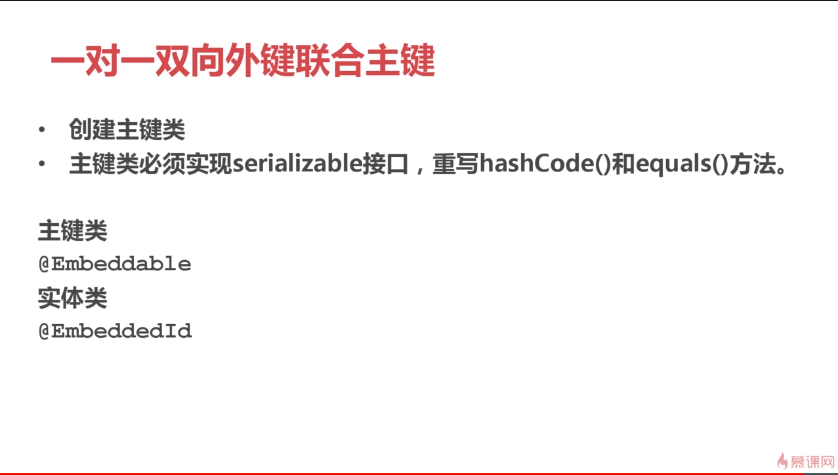 一对一双向外键联合主键
• 创建主键类
• 主键类必须实现serializable接口，重写hashCode()和equals()方法。
主键类
@Embeddable
实体类
@EmbeddedId
慕课网